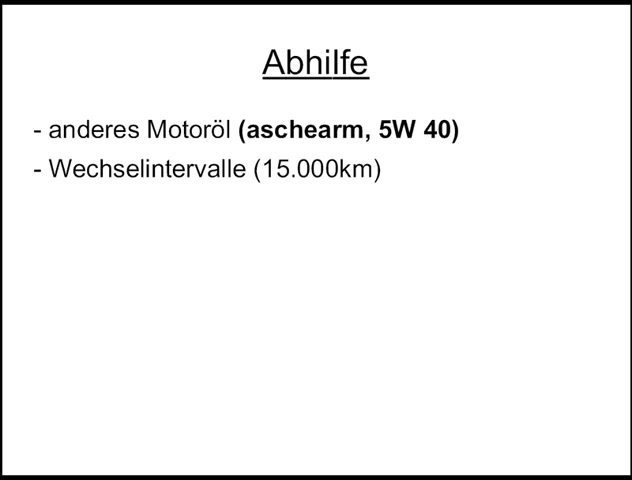 Abhilfe
- anderes Motoröl (aschearm, 5W 40)
- Wechselintervalle (15.000km)